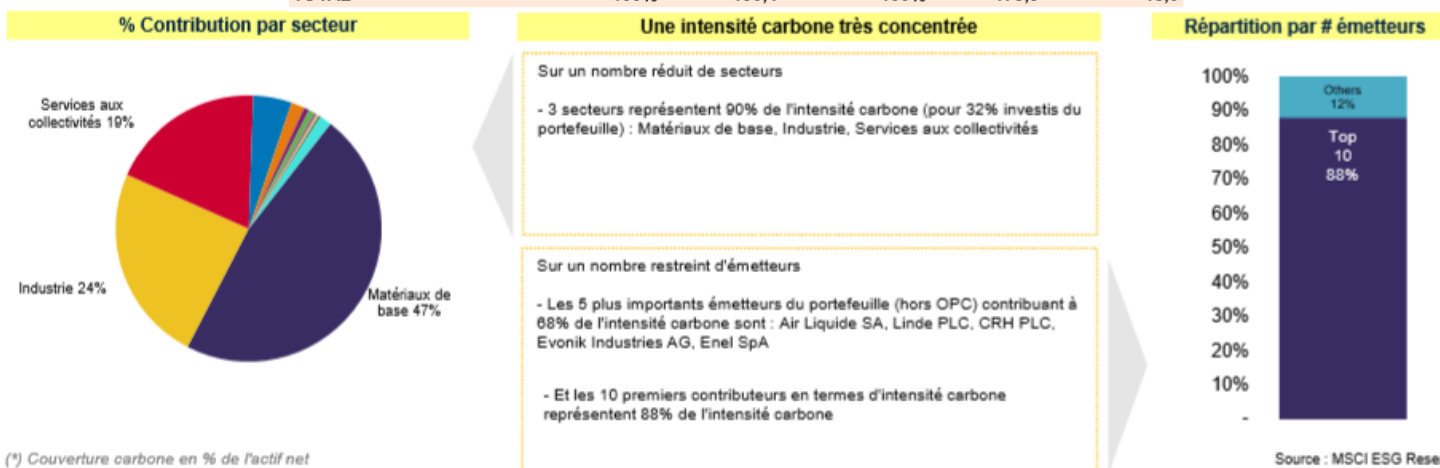 % Contribution par secteur
Services aux
collectivités 19%
Industrie 24%
Matériaux de
base 47%
(*) Couverture carbone en % de l'actif net
Une intensité carbone très concentrée
Sur un nombre réduit de secteurs
- 3 secteurs représentent 90% de l'intensité carbone (pour 32% investis du
portefeuille) : Matériaux de base, Industrie, Services aux collectivités
Sur un nombre restreint d'émetteurs
- Les 5 plus importants émetteurs du portefeuille (hors OPC) contribuant à
68% de l'intensité carbone sont : Air Liquide SA, Linde PLC, CRH PLC,
Evonik Industries AG, Enel SpA
- Et les 10 premiers contributeurs en termes d'intensité carbone
représentent 88% de l'intensité carbone
Répartition par # émetteurs
100%
90%
80%
70%
60%
50%
40%
30%
20%
10%
-
Others
12%
Top
10
88%
Source : MSCI ESG Rese